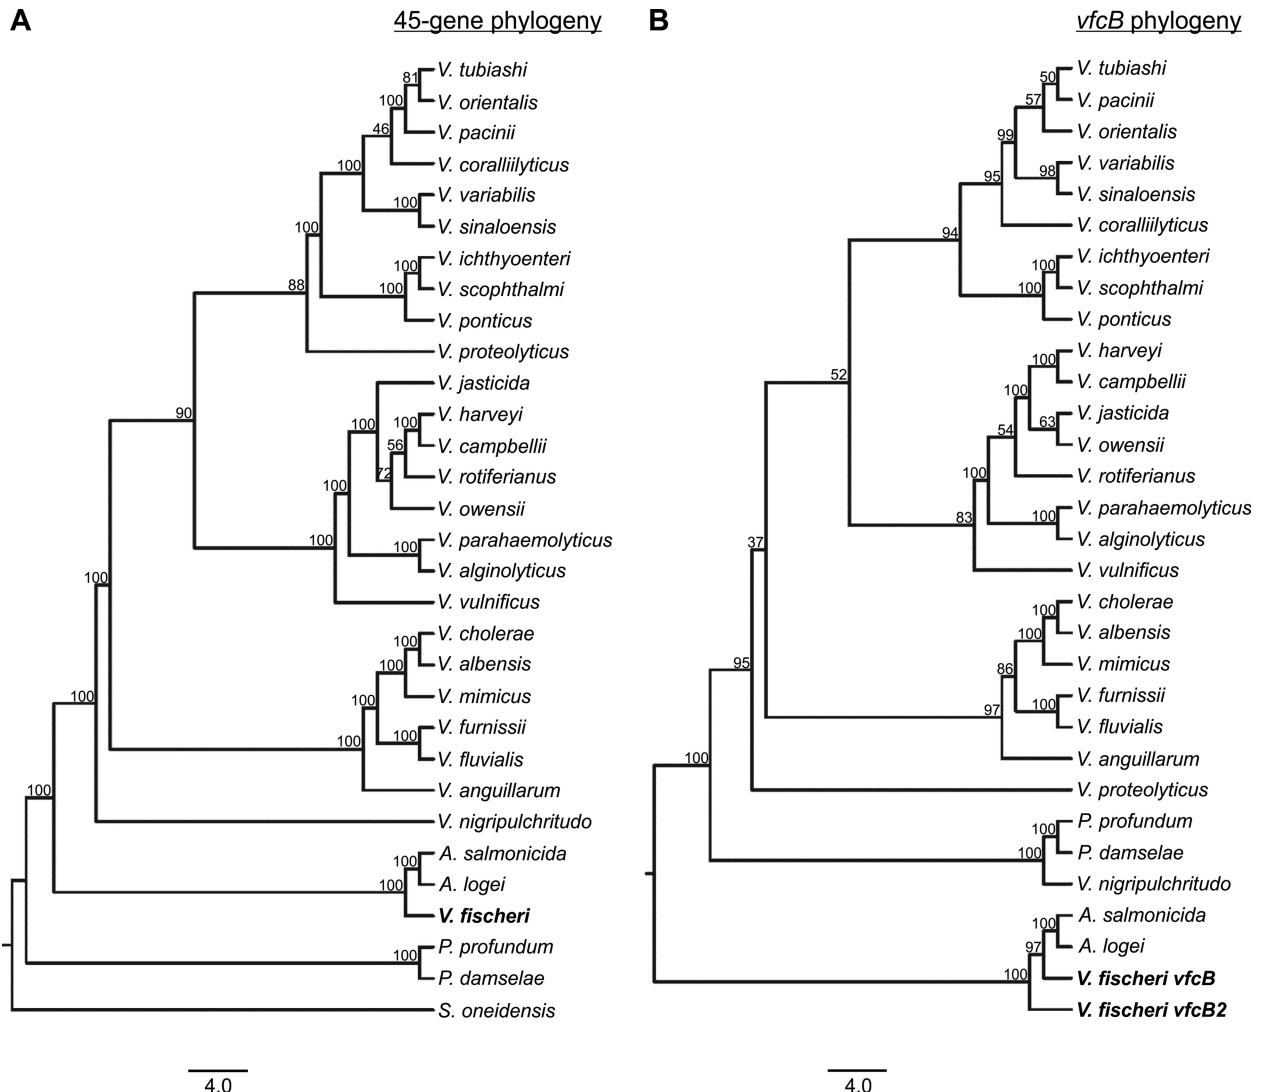 A
45-gene phylogeny
V. tubiashi
V. orientalis
V. pacinii
V. coralliilyticus
V. variabilis
V. sinaloensis
V. ichthyoenteri
V. scophthalmi
V. ponticus
V. proteolyticus
V. jasticida
V. harveyi
V. campbellii
V. rotiferianus
V. owensii
V. parahaemolyticus
V. alginolyticus
V. vulnificus
V. cholerae
V. albensis
V. mimicus
V. furnissii
V. fluvialis
V. anguillarum
V. nigripulchritudo
A. salmonicida
A. logei
V. fischeri
P. profundum
P. damselae
S. oneidensis
81
100
46
100
100
100
100
100
88
90
100
100
56
72
100
100
100
100
100
100
100
100
100
100
100
100
100
100
4.0
B
vfcB phylogeny
V. tubiashi
V. pacinii
V. orientalis
V. variabilis
V. sinaloensis
V. coralliilyticus
V. ichthyoenteri
V. scophthalmi
V. ponticus
V. harveyi
V. campbellii
V. jasticida
V. owensii
V. rotiferianus
V. parahaemolyticus
V. alginolyticus
V. vulnificus
V. cholerae
V. albensis
V. mimicus
V. furnissii
V. fluvialis
V. anguillarum
V. proteolyticus
P. profundum
P. damselae
V. nigripulchritudo
A. salmonicida
A. logei
V. fischeri vfcB
V. fischeri vfcB2
50
57
99
98
95
94
100
100
52
100
100
63
54
100
100
83
37
100
100
86
100
97
95
100
100
100
100
97
100
4.0